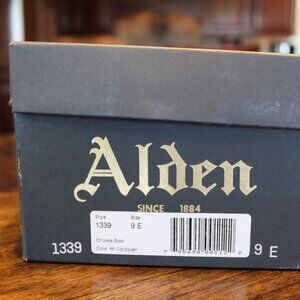 Alden
SINCE 1884
Style Size
1339 9 E
Chukka Boot
Color #8 Cordovan
1339
9 E